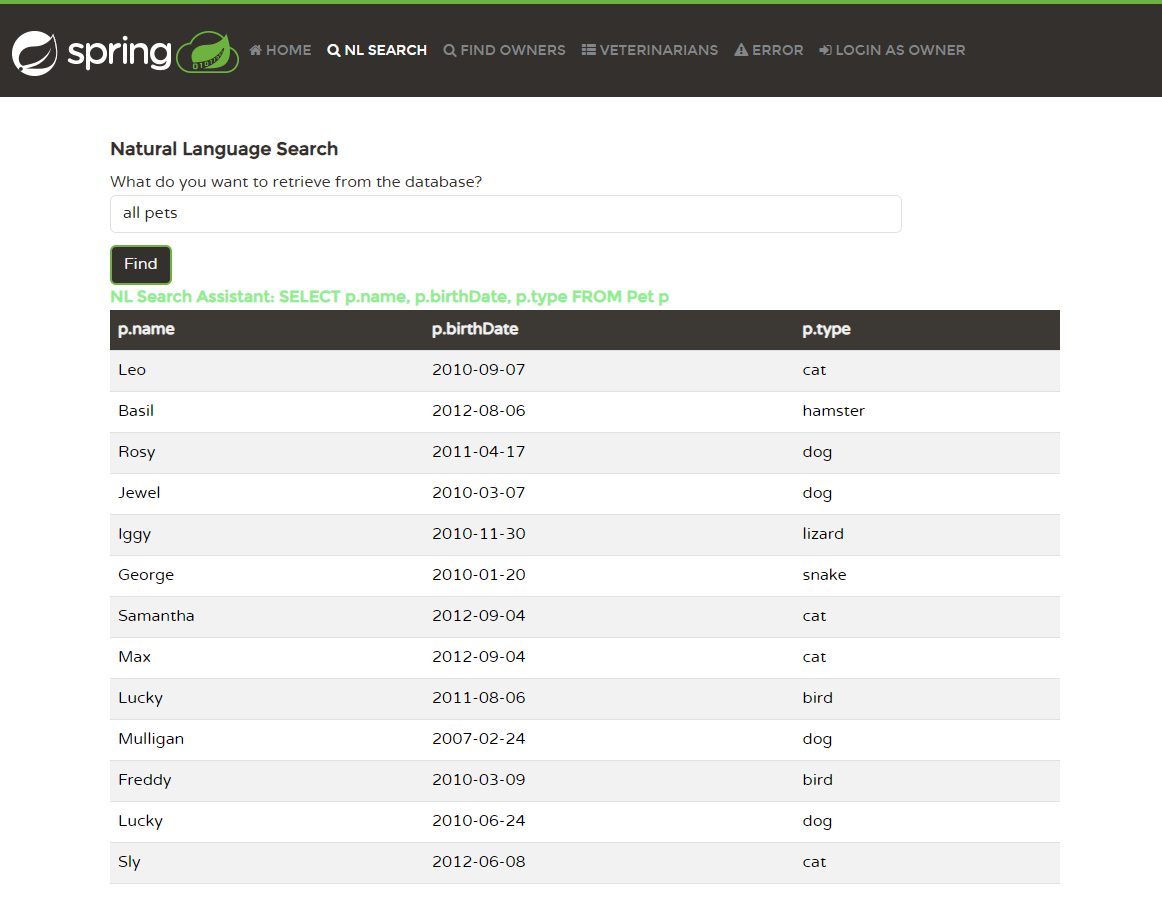 spring HOME NL SEARCH FIND OWNERS VETERINARIANS ERROR LOGIN AS OWNER
Natural Language Search
What do you want to retrieve from the database?
all pets
Find
NL Search Assistant: SELECT p.name, p.birthDate, p.type FROM Pet p
p.name p.birthDate p.type
Leo 2010-09-07 cat
Basil 2012-08-06 hamster
Rosy 2011-04-17 dog
Jewel 2010-03-07 dog
Iggy 2010-11-30 lizard
George 2010-01-20 snake
Samantha 2012-09-04 cat
Max 2012-09-04 cat
Lucky 2011-08-06 bird
Mulligan 2007-02-24 dog
Freddy 2010-03-09 bird
Lucky 2010-06-24 dog
Sly 2012-06-08 cat